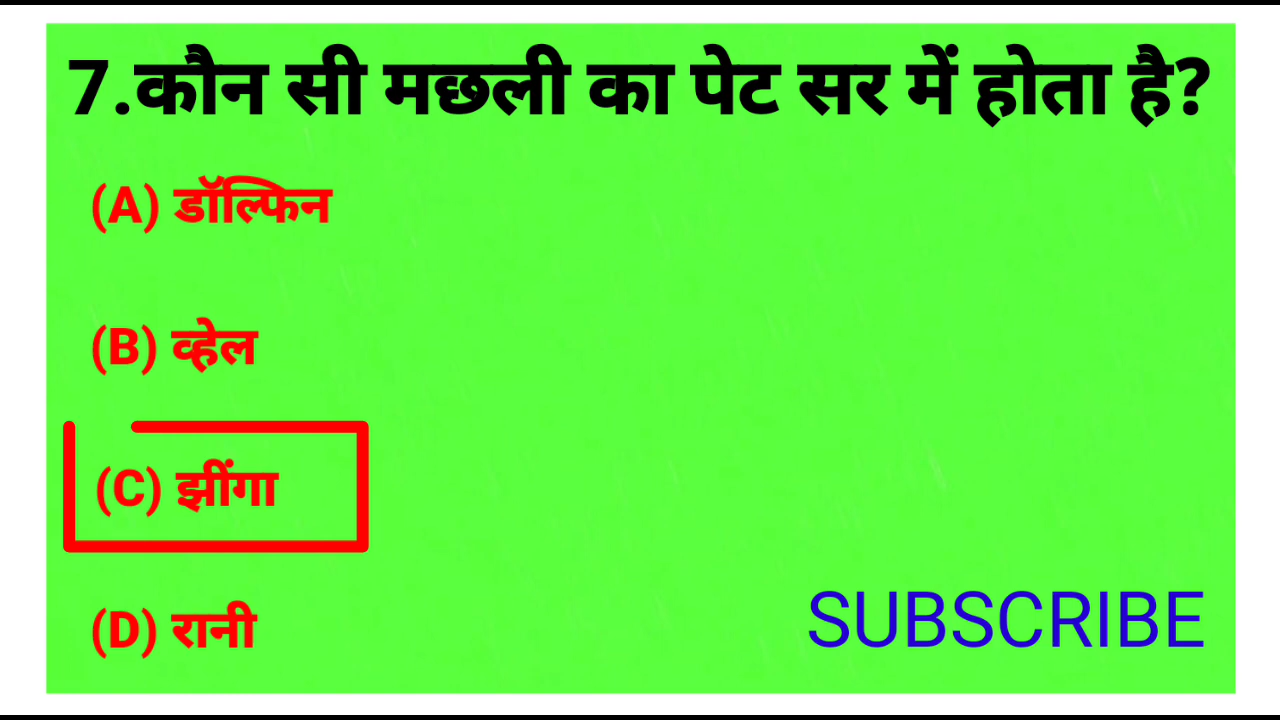 7.कौन सी मछली का पेट सर में होता है?
(A) डॉल्फिन
(B) व्हेल
(C) झींगा
(D) रानी
SUBSCRIBE